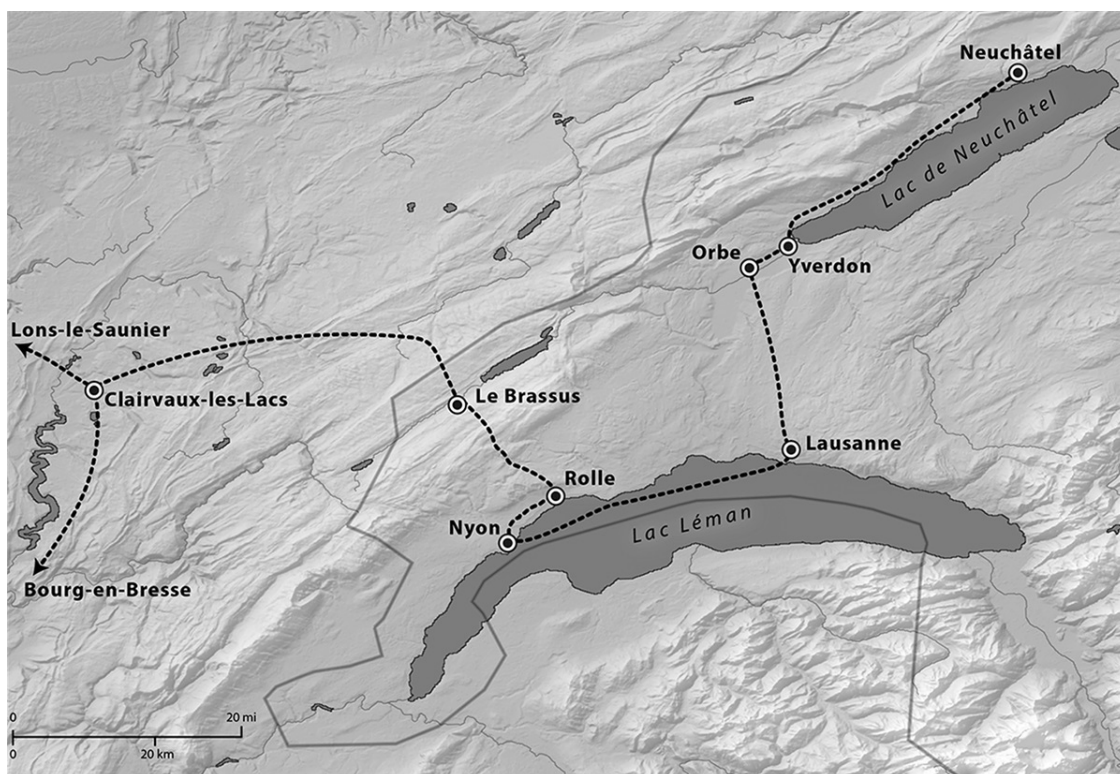 Neuchâtel
Lac de Neuchâtel
Orbe
Yverdon
Lons-le-Saunier
Clairvaux-les-Lacs
Le Brassus
Lausanne
Rolle
Nyon
Lac Léman
Bourg-en-Bresse
0
20 mi
0
20 km